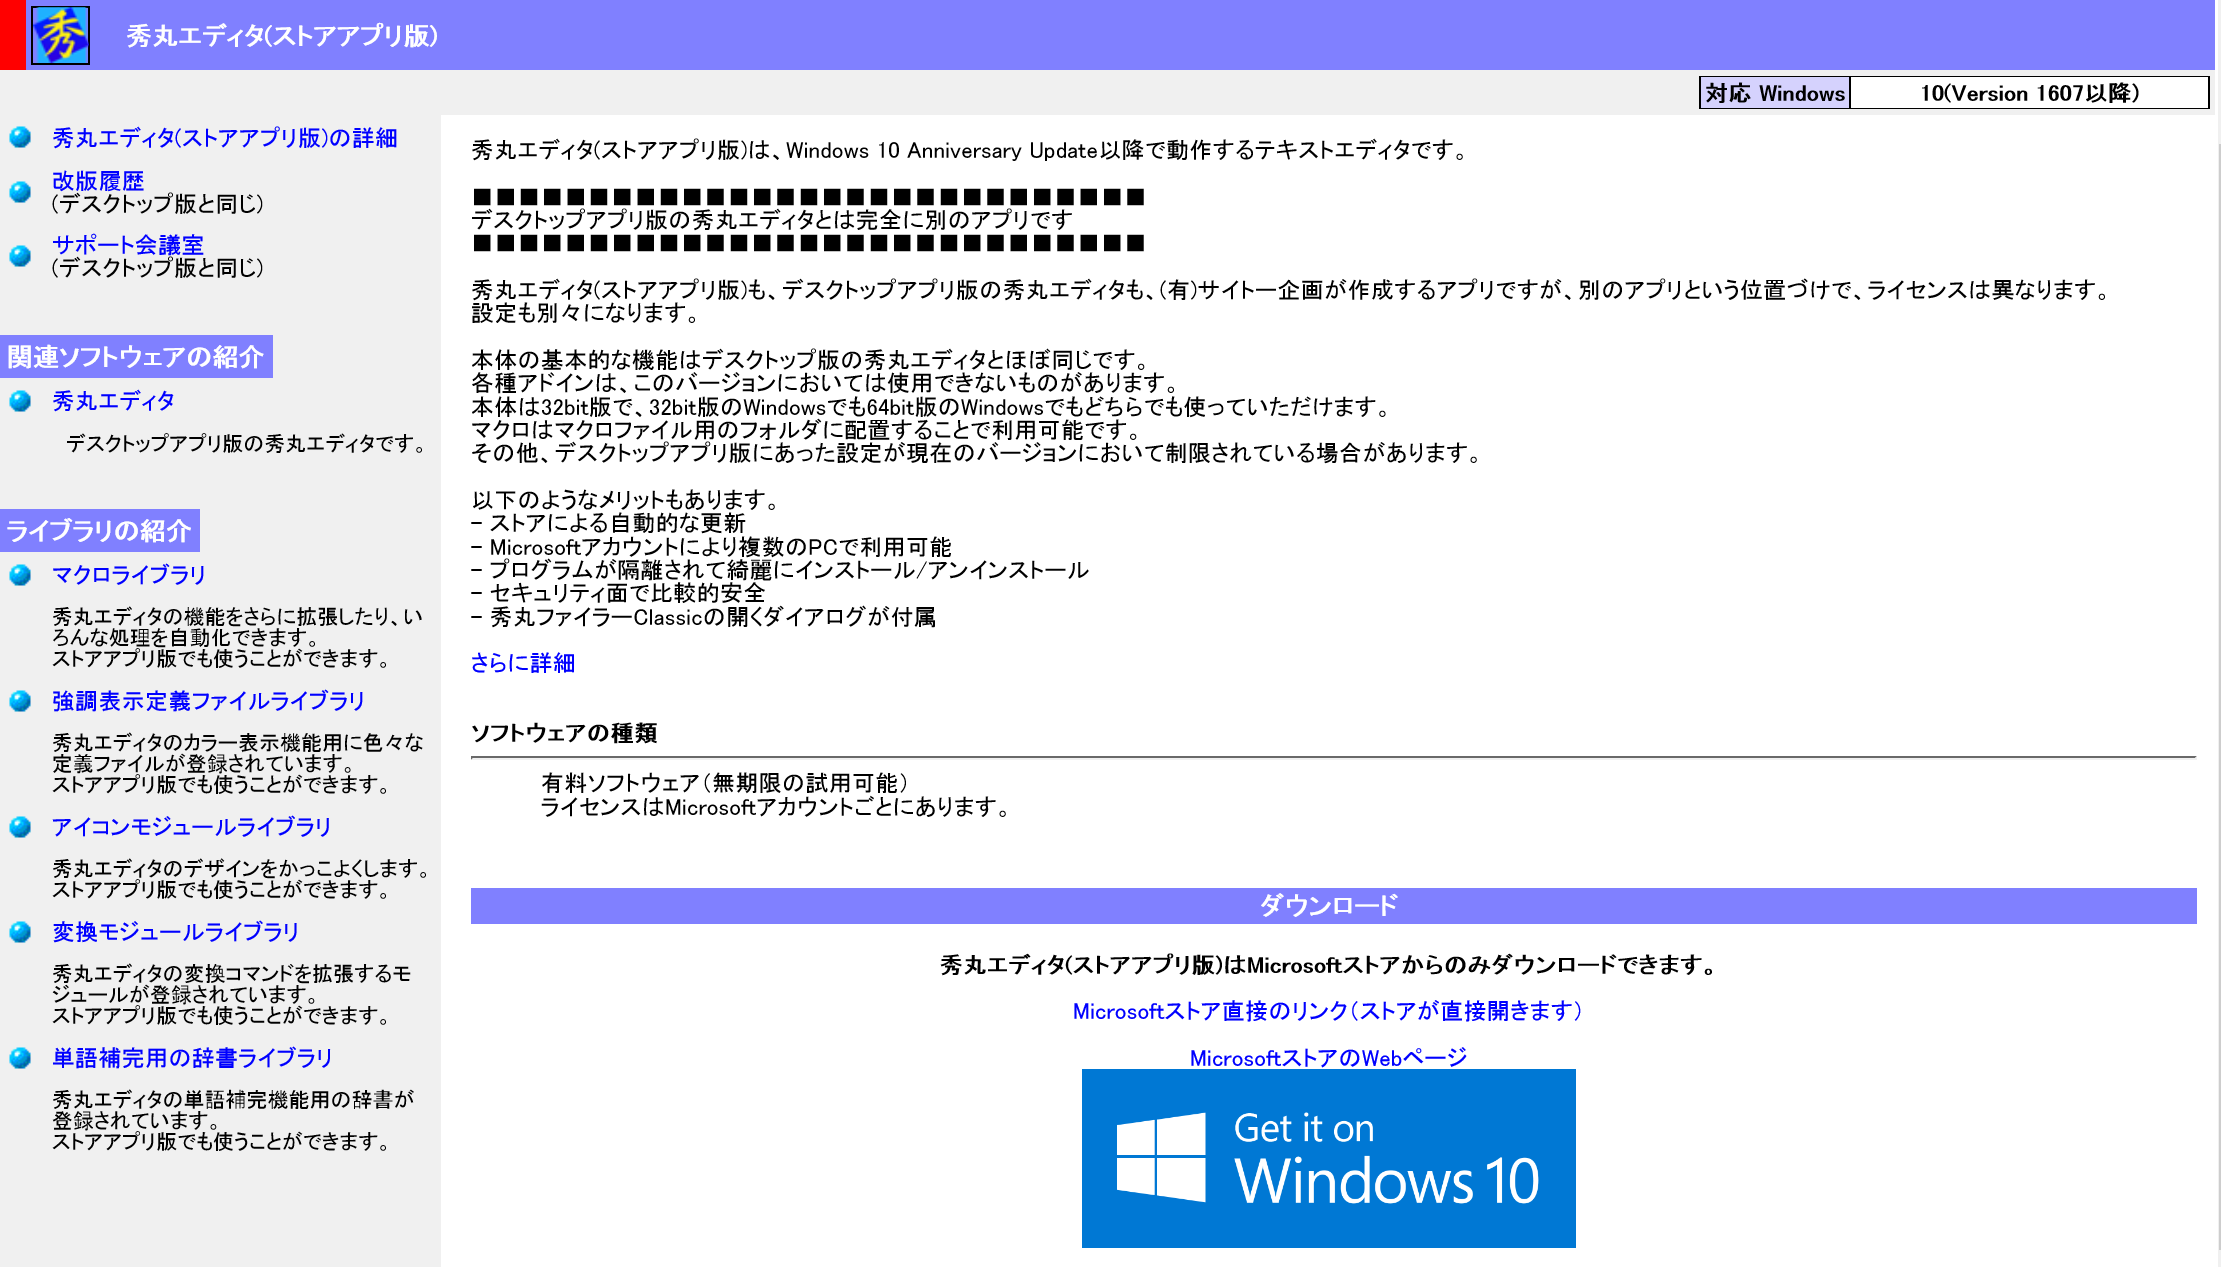 秀
秀丸エディタ(ストアアプリ版)
対応 Windows 10(Version 1607以降)
秀丸エディタ(ストアアプリ版)の詳細
改版履歴
(デスクトップ版と同じ)
サポート会議室
(デスクトップ版と同じ)
関連ソフトウェアの紹介
秀丸エディタ
デスクトップアプリ版の秀丸エディタです。
ライブラリの紹介
マクロライブラリ
秀丸エディタの機能をさらに拡張したり、い
ろんな処理を自動化できます。
ストアアプリ版でも使うことができます。
強調表示定義ファイルライブラリ
秀丸エディタのカラー表示機能用に色々な
定義ファイルが登録されています。
ストアアプリ版でも使うことができます。
アイコンモジュールライブラリ
秀丸エディタのデザインをかっこよくします。
ストアアプリ版でも使うことができます。
変換モジュールライブラリ
秀丸エディタの変換コマンドを拡張するモ
ジュールが登録されています。
ストアアプリ版でも使うことができます。
単語補完用の辞書ライブラリ
秀丸エディタの単語補完機能用の辞書が
登録されています。
ストアアプリ版でも使うことができます。
秀丸エディタ(ストアアプリ版)は、Windows 10 Anniversary Update以降で動作するテキストエディタです。
■■■■■■■■■■■■■■■■■■■■■■■■■■■■■
デスクトップアプリ版の秀丸エディタとは完全に別のアプリです
■■■■■■■■■■■■■■■■■■■■■■■■■■■■■
秀丸エディタ(ストアアプリ版)も、デスクトップアプリ版の秀丸エディタも、(有)サイトー企画が作成するアプリですが、別のアプリという位置づけで、ライセンスは異なります。
設定も別々になります。
本体の基本的な機能はデスクトップ版の秀丸エディタとほぼ同じです。
各種アドインは、このバージョンにおいては使用できないものがあります。
本体は32bit版で、32bit版のWindowsでも64bit版のWindowsでもどちらでも使っていただけます。
マクロはマクロファイル用のフォルダに配置することで利用可能です。
その他、デスクトップアプリ版にあった設定が現在のバージョンにおいて制限されている場合があります。
以下のようなメリットもあります。
- ストアによる自動的な更新
- Microsoftアカウントにより複数のPCで利用可能
- プログラムが隔離されて綺麗にインストール/アンインストール
- セキュリティ面で比較的安全
- 秀丸ファイラーClassicの開くダイアログが付属
さらに詳細
ソフトウェアの種類
有料ソフトウェア(無期限の試用可能)
ライセンスはMicrosoftアカウントごとにあります。
ダウンロード
秀丸エディタ(ストアアプリ版)はMicrosoftストアからのみダウンロードできます。
Microsoftストア直接のリンク(ストアが直接開きます)
MicrosoftストアのWebページ
Get it on
Windows 10